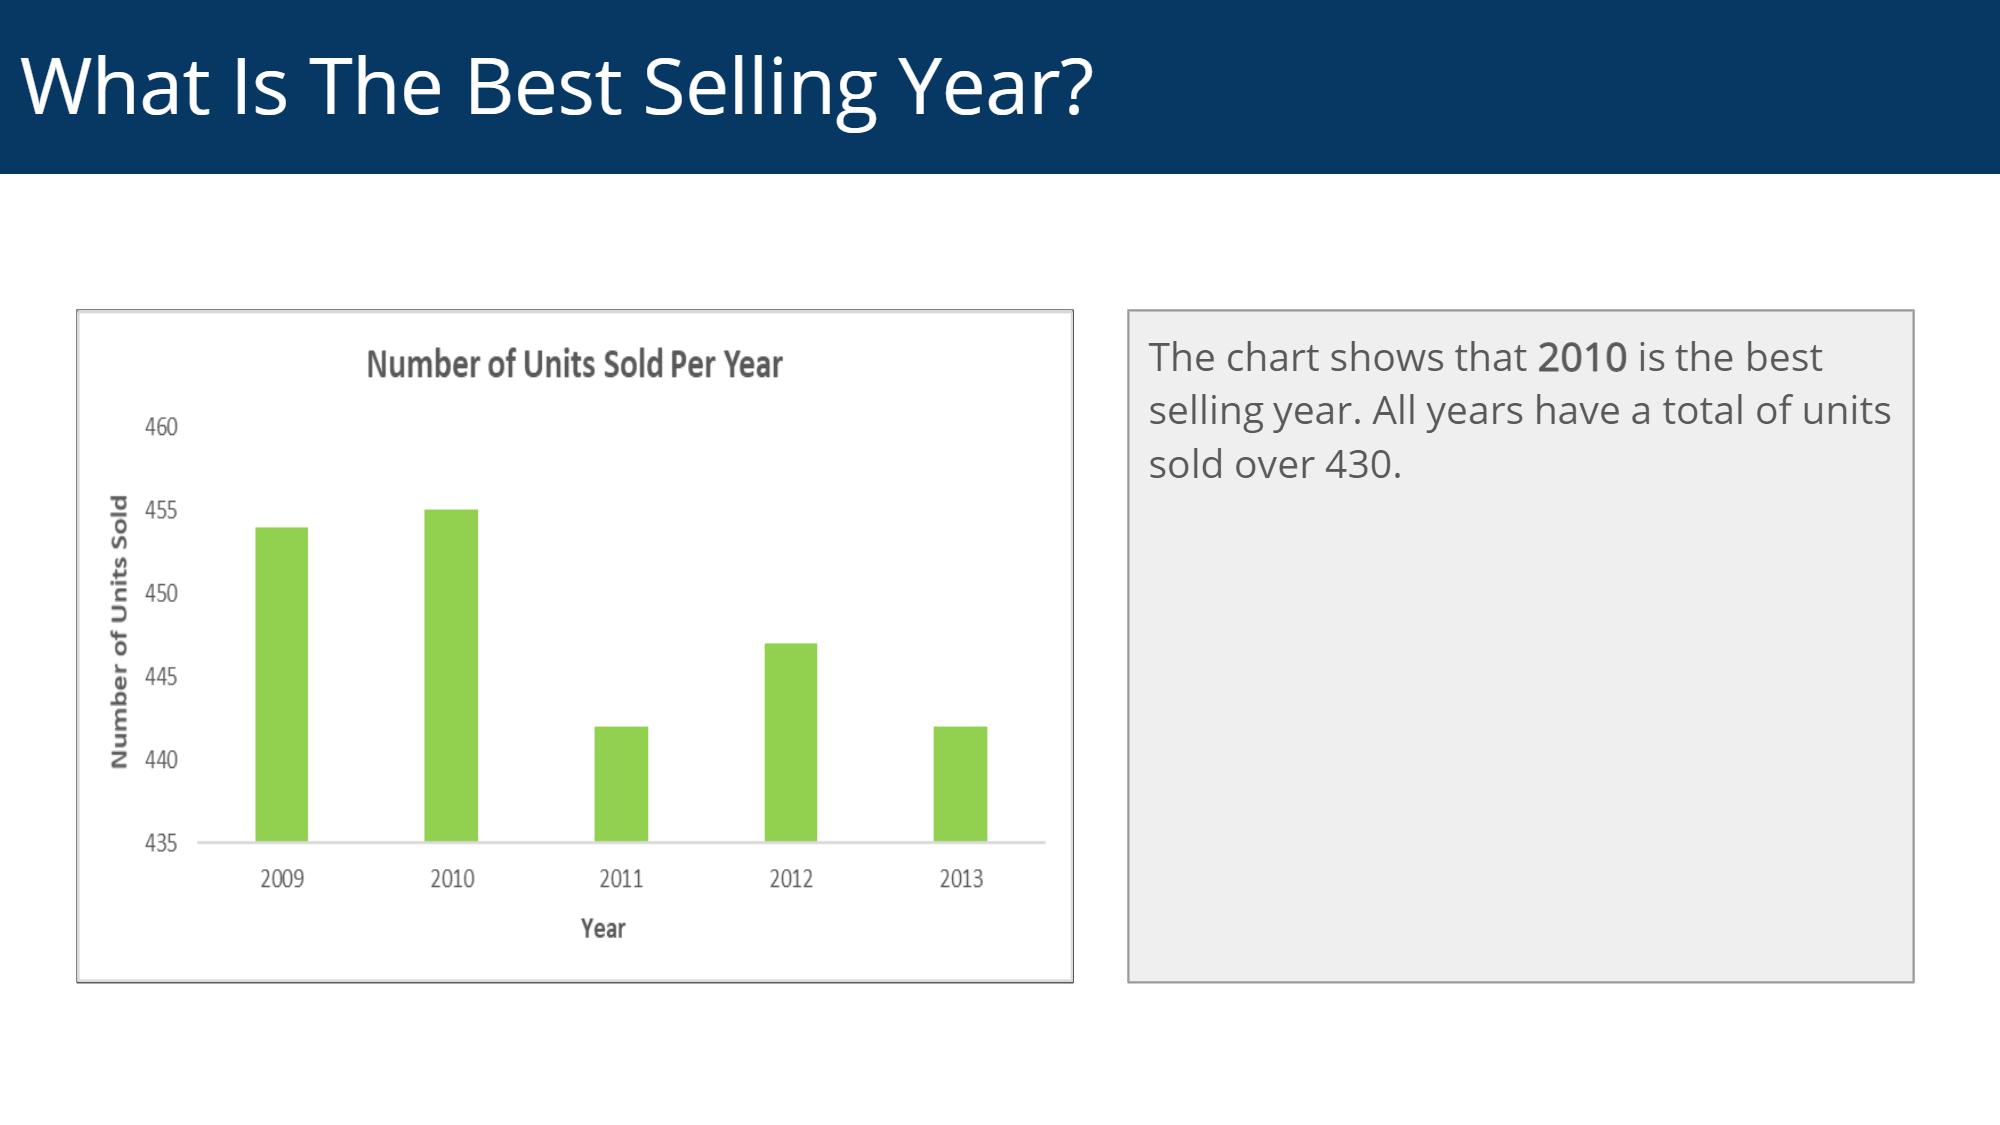 What Is The Best Selling Year?
Number of Units Sold Per Year
460
455
450
445
440
435
Number of Units Sold
2009 2010 2011 2012 2013
Year
The chart shows that 2010 is the best
selling year. All years have a total of units
sold over 430.